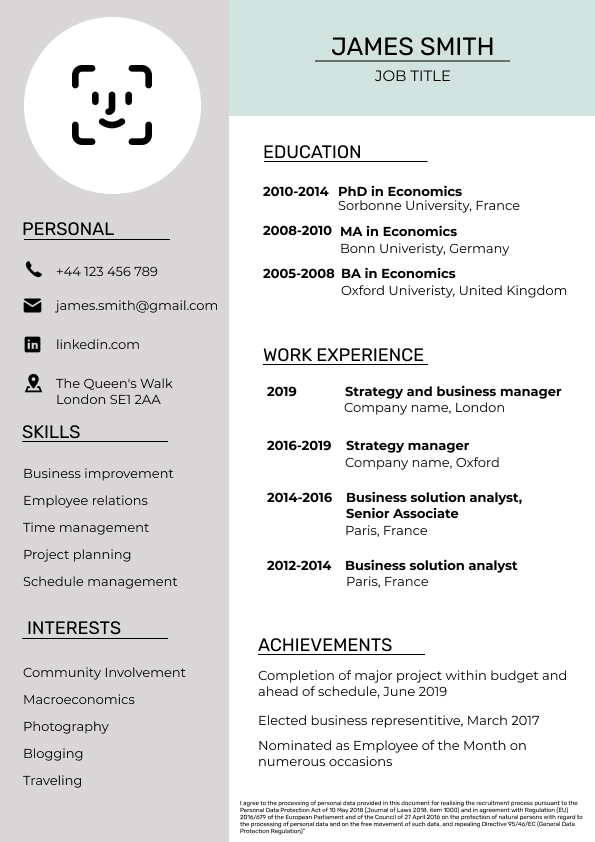 JAMES SMITH
JOB TITLE
PERSONAL
+44 123 456 789
james.smith@gmail.com
linkedin.com
The Queen's Walk
London SE1 2AA
SKILLS
Business improvement
Employee relations
Time management
Project planning
Schedule management
INTERESTS
Community Involvement
Macroeconomics
Photography
Blogging
Traveling
EDUCATION
2010-2014 PhD in Economics
Sorbonne University, France
2008-2010 MA in Economics
Bonn Univeristy, Germany
2005-2008 BA in Economics
Oxford Univeristy, United Kingdom
WORK EXPERIENCE
2019 Strategy and business manager
Company name, London
2016-2019 Strategy manager
Company name, Oxford
2014-2016 Business solution analyst,
Senior Associate
Paris, France
2012-2014 Business solution analyst
Paris, France
ACHIEVEMENTS
Completion of major project within budget and
ahead of schedule, June 2019
Elected business representitive, March 2017
Nominated as Employee of the Month on
numerous occasions
I agree to the processing of personal data provided in this document for realising the recruitment process pursuant to the
Personal Data Protection Act of 10 May 2018 (Journal of Laws 2018, item 1000) and in agreement with Regulation (EU)
2016/679 of the European Parliament and of the Council of 27 April 2016 on the protection of natural persons with regard to
the processing of personal data and on the free movement of such data, and repealing Directive 95/46/EC (General Data
Protection Regulation)"